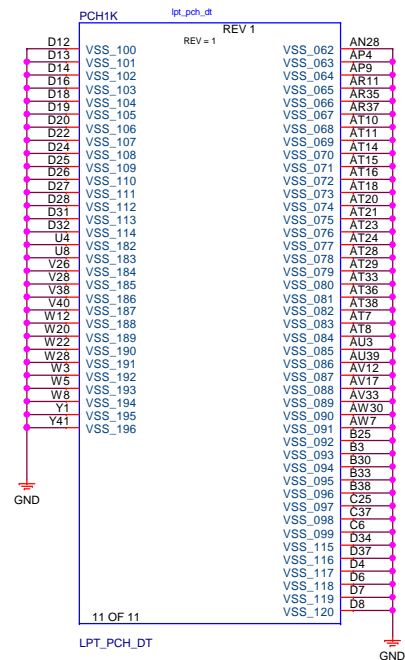 PCH1K
lpt_pch_dt
REV 1
REV = 1
D12 VSS_100 VSS_062 AN28
D13 VSS_101 VSS_063 AP4
D14 VSS_102 VSS_064 AP9
D16 VSS_103 VSS_065 AR11
D18 VSS_104 VSS_066 AR35
D19 VSS_105 VSS_067 AR37
D20 VSS_106 VSS_068 AT10
D22 VSS_107 VSS_069 AT11
D24 VSS_108 VSS_070 AT14
D25 VSS_109 VSS_071 AT15
D26 VSS_110 VSS_072 AT16
D27 VSS_111 VSS_073 AT18
D28 VSS_112 VSS_074 AT20
D31 VSS_113 VSS_075 AT21
D32 VSS_114 VSS_076 AT23
U4 VSS_182 VSS_077 AT24
U8 VSS_183 VSS_078 AT28
V26 VSS_184 VSS_079 AT29
V28 VSS_185 VSS_080 AT33
V38 VSS_186 VSS_081 AT36
V40 VSS_187 VSS_082 AT38
W12 VSS_188 VSS_083 AT7
W20 VSS_189 VSS_084 AT8
W22 VSS_190 VSS_085 AU3
W28 VSS_191 VSS_086 AU39
W3 VSS_192 VSS_087 AV12
W5 VSS_193 VSS_088 AV17
W8 VSS_194 VSS_089 AV33
Y1 VSS_195 VSS_090 AW30
Y41 VSS_196 VSS_091 AW7
VSS_092 B25
VSS_093 B3
VSS_094 B30
VSS_095 B33
VSS_096 B38
VSS_097 C25
VSS_098 C37
VSS_099 C6
VSS_115 D34
VSS_116 D37
VSS_117 D4
VSS_118 D6
VSS_119 D7
VSS_120 D8
GND
11 OF 11
LPT_PCH_DT
GND